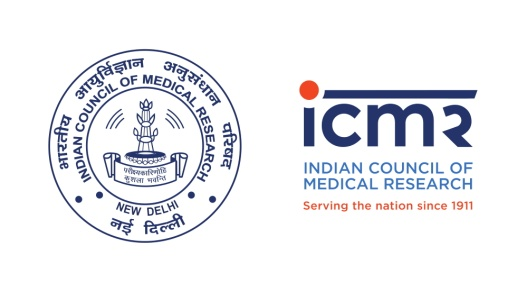 भारतीय आयुर्विज्ञान अनुसंधान परिषद
INDIAN COUNCIL OF MEDICAL RESEARCH
NEW DELHI
नई दिल्ली
icmr
INDIAN COUNCIL OF
MEDICAL RESEARCH
Serving the nation since 1911